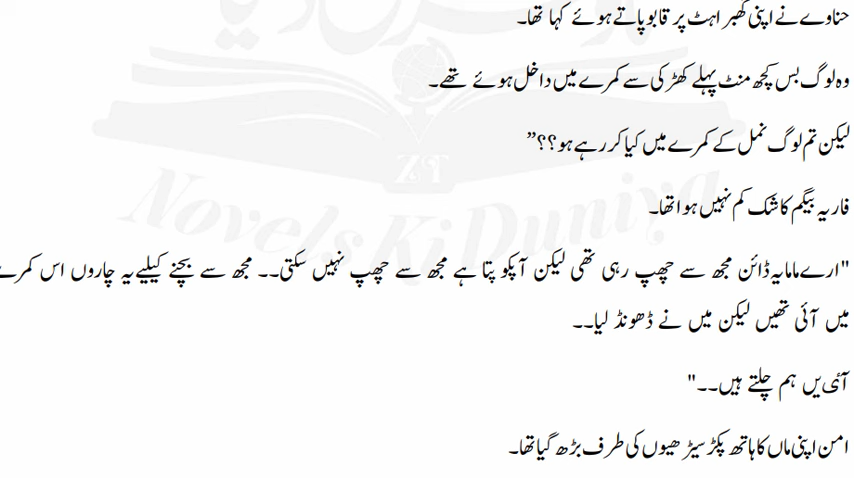 حناوے نے اپنی گھبراہٹ پر قابو پاتے ہوئے کہا تھا۔
وہ لوگ بس کچھ منٹ پہلے کھڑکی سے کمرے میں داخل ہوئے تھے۔
لیکن تم لوگ نمل کے کمرے میں کیا کر رہے ہو؟؟”
فاریہ بیگم کا شک کم نہیں ہوا تھا۔
"ارے ماما یہ ڈائن مجھ سے چھپ رہی تھی لیکن آپکو پتا ہے مجھ سے چھپ نہیں سکتی۔۔ مجھ سے بچنے کیلیے یہ چاروں اس کمرے
میں آئی تھیں لیکن میں نے ڈھونڈ لیا۔۔
آئیں ہم چلتے ہیں۔۔"
امن اپنی ماں کا ہاتھ پکڑ سیڑھیوں کی طرف بڑھ گیا تھا۔
ZNT
Novels Ki Duniya